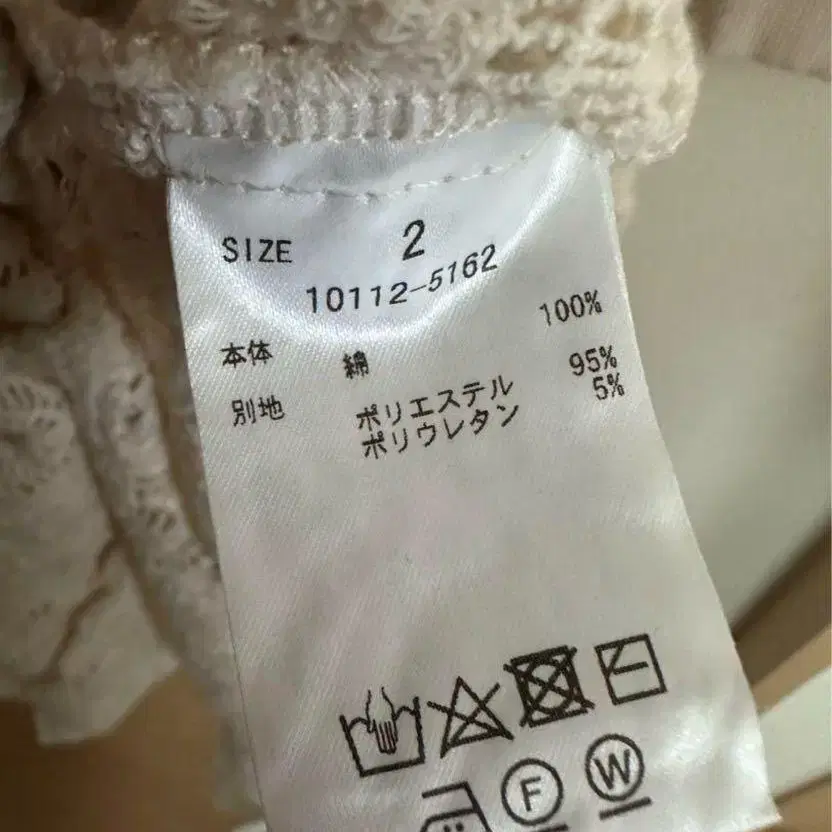 SIZE 2
10112-5162
本体 綿 100%
別地 ポリエステル 95%
ポリウレタン 5%
F W